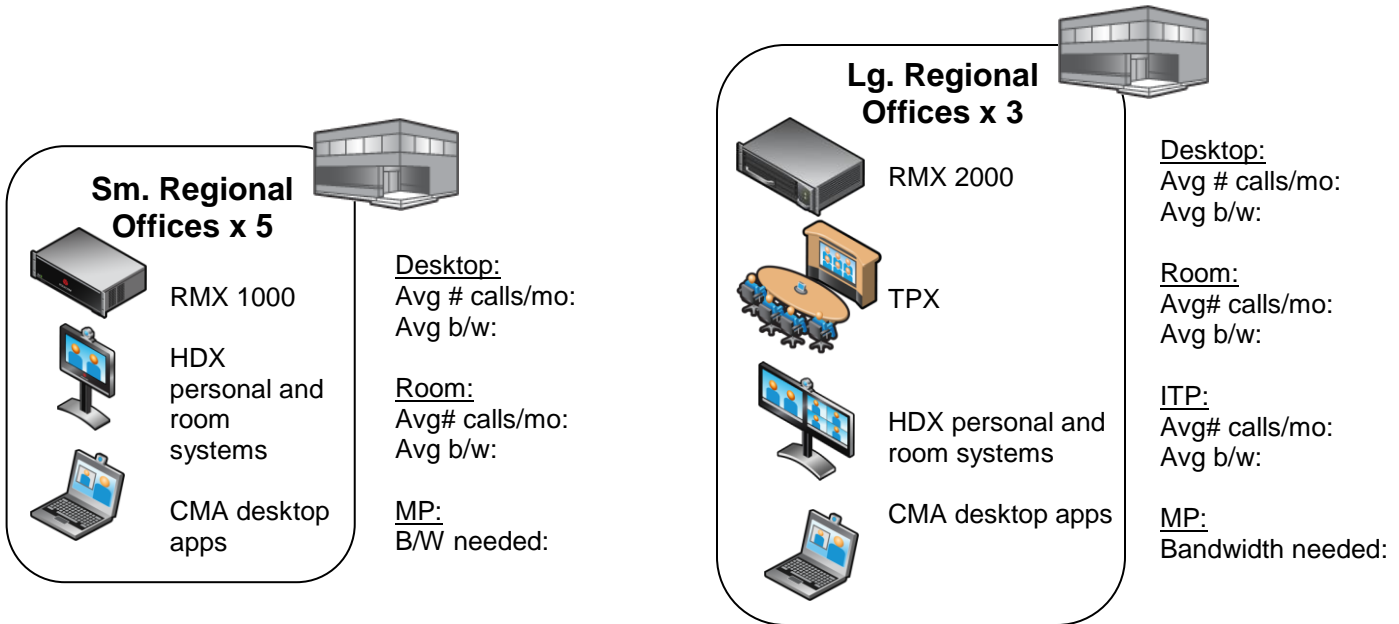 Sm. Regional
Offices x 5
RMX 1000
HDX
personal and
room
systems
CMA desktop
apps
Desktop:
Avg # calls/mo:
Avg b/w:
Room:
Avg# calls/mo:
Avg b/w:
MP:
B/W needed:
Lg. Regional
Offices x 3
RMX 2000
TPX
HDX personal and
room systems
CMA desktop apps
Desktop:
Avg # calls/mo:
Avg b/w:
Room:
Avg# calls/mo:
Avg b/w:
ITP:
Avg# calls/mo:
Avg b/w:
MP:
Bandwidth needed: